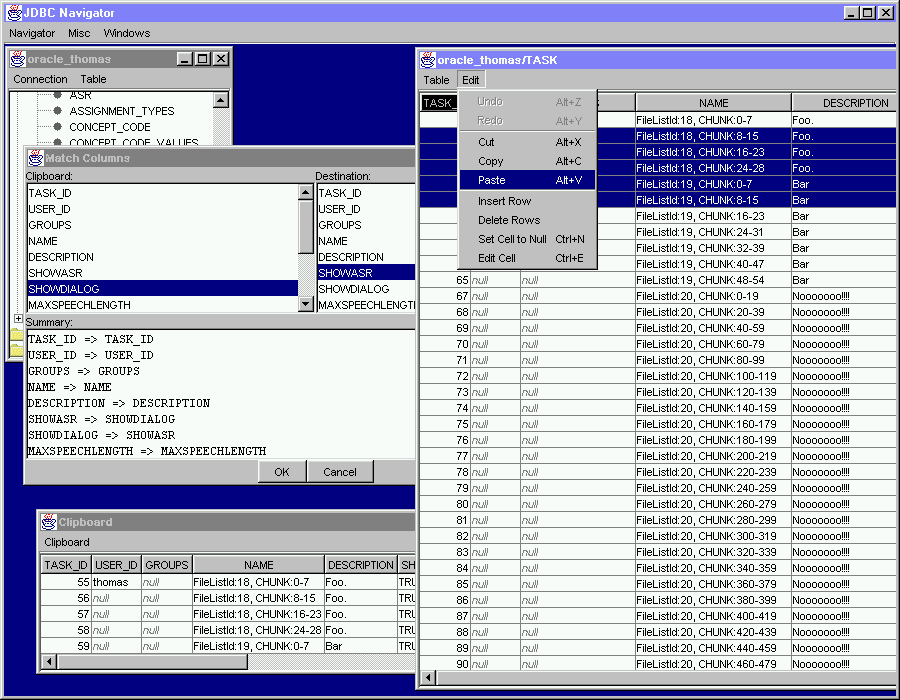 JDBC Navigator
Navigator Misc Windows
oracle_thomas
Connection Table
ASR
ASSIGNMENT_TYPES
CONCEPT_CODE
CONCEPT_CODE_VALUES
Match Columns
Clipboard: Destination:
TASK_ID TASK_ID
USER_ID USER_ID
GROUPS GROUPS
NAME NAME
DESCRIPTION DESCRIPTION
SHOWASR SHOWASR
SHOWDIALOG SHOWDIALOG
MAXSPEECHLENGTH MAXSPEECHLENGT
Summary:
TASK_ID => TASK_ID
USER_ID => USER_ID
GROUPS => GROUPS
NAME => NAME
DESCRIPTION => DESCRIPTION
SHOWASR => SHOWDIALOG
SHOWDIALOG => SHOWASR
MAXSPEECHLENGTH => MAXSPEECHLENGTH
OK Cancel
Clipboard
Clipboard
TASK_ID USER_ID GROUPS NAME DESCRIPTION SH
55 thomas null FileListId:18, CHUNK:0-7 Foo. TRU
56 null null FileListId:18, CHUNK:8-15 Foo. TRU
57 null null FileListId:18, CHUNK:16-23 Foo. TRU
58 null null FileListId:18, CHUNK:24-28 Foo. TRU
59 null null FileListId:19, CHUNK:0-7 Bar TRU
oracle_thomas/TASK
Table Edit
Undo Alt+Z
Redo Alt+Y
Cut Alt+X
Copy Alt+C
Paste Alt+V
Insert Row
Delete Rows
Set Cell to Null Ctrl+N
Edit Cell Ctrl+E
TASK_ NAME DESCRIPTION
FileListId:18, CHUNK:0-7 Foo.
FileListId:18, CHUNK:8-15 Foo.
FileListId:18, CHUNK:16-23 Foo.
FileListId:18, CHUNK:24-28 Foo.
FileListId:19, CHUNK:0-7 Bar
FileListId:19, CHUNK:8-15 Bar
FileListId:19, CHUNK:16-23 Bar
FileListId:19, CHUNK:24-31 Bar
FileListId:19, CHUNK:32-39 Bar
FileListId:19, CHUNK:40-47 Bar
65 null null FileListId:19, CHUNK:48-54 Bar
67 null null FileListId:20, CHUNK:0-19 Nooooooo!!!!
68 null null FileListId:20, CHUNK:20-39 Nooooooo!!!!
69 null null FileListId:20, CHUNK:40-59 Nooooooo!!!!
70 null null FileListId:20, CHUNK:60-79 Nooooooo!!!!
71 null null FileListId:20, CHUNK:80-99 Nooooooo!!!!
72 null null FileListId:20, CHUNK:100-119 Nooooooo!!!!
73 null null FileListId:20, CHUNK:120-139 Nooooooo!!!!
74 null null FileListId:20, CHUNK:140-159 Nooooooo!!!!
75 null null FileListId:20, CHUNK:160-179 Nooooooo!!!!
76 null null FileListId:20, CHUNK:180-199 Nooooooo!!!!
77 null null FileListId:20, CHUNK:200-219 Nooooooo!!!!
78 null null FileListId:20, CHUNK:220-239 Nooooooo!!!!
79 null null FileListId:20, CHUNK:240-259 Nooooooo!!!!
80 null null FileListId:20, CHUNK:260-279 Nooooooo!!!!
81 null null FileListId:20, CHUNK:280-299 Nooooooo!!!!
82 null null FileListId:20, CHUNK:300-319 Nooooooo!!!!
83 null null FileListId:20, CHUNK:320-339 Nooooooo!!!!
84 null null FileListId:20, CHUNK:340-359 Nooooooo!!!!
85 null null FileListId:20, CHUNK:360-379 Nooooooo!!!!
86 null null FileListId:20, CHUNK:380-399 Nooooooo!!!!
87 null null FileListId:20, CHUNK:400-419 Nooooooo!!!!
88 null null FileListId:20, CHUNK:420-439 Nooooooo!!!!
89 null null FileListId:20, CHUNK:440-459 Nooooooo!!!!
90 null null FileListId:20, CHUNK:460-479 Nooooooo!!!!